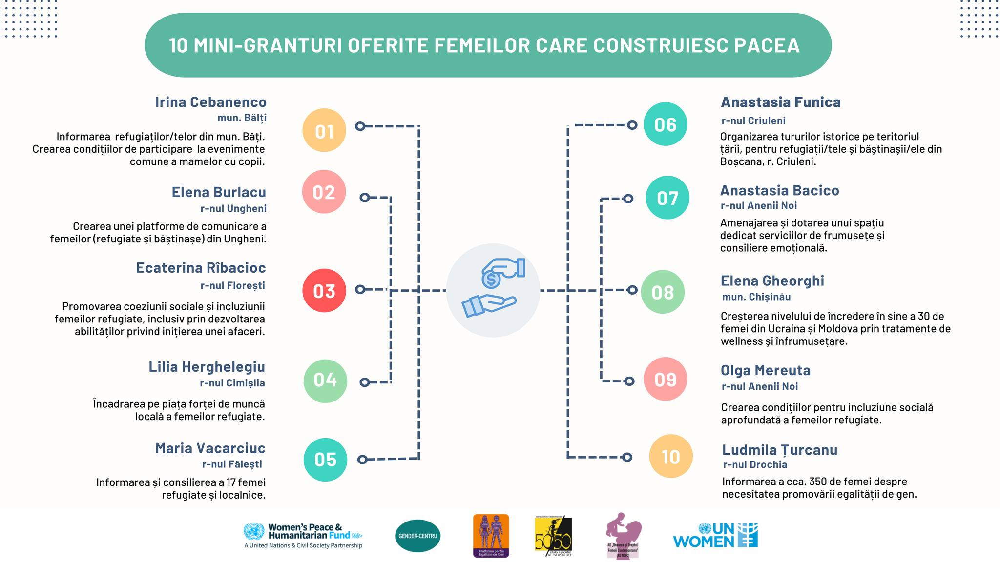 10 MINI-GRANTURI OFERITE FEMEILOR CARE CONSTRUIESC PACEA
Irina Cebanenco
mun. Bălți
Informarea refugiaților/telor din mun. Băți.
Crearea condițiilor de participare la evenimente
comune a mamelor cu copii.
01
Elena Burlacu
r-nul Ungheni
Crearea unei platforme de comunicare a
femeilor (refugiate și băștinașe) din Ungheni.
02
Ecaterina Rîbacioc
r-nul Florești
Promovarea coeziunii sociale și incluziunii
femeilor refugiate, inclusiv prin dezvoltarea
abilităților privind inițierea unei afaceri.
03
Lilia Herghelegiu
r-nul Cimișlia
Încadrarea pe piața forței de muncă
locală a femeilor refugiate.
04
Maria Vacarciuc
r-nul Fălești
Informarea și consilierea a 17 femei
refugiate și localnice.
05
$
06
Anastasia Funica
r-nul Criuleni
Organizarea tururilor istorice pe teritoriul
țării, pentru refugiații/tele și băștinașii/ele din
Boșcana, r. Criuleni.
07
Anastasia Bacico
r-nul Anenii Noi
Amenajarea și dotarea unui spațiu
dedicat serviciilor de frumusețe și
consiliere emoțională.
08
Elena Gheorghi
mun. Chișinău
Creșterea nivelului de încredere în sine a 30 de
femei din Ucraina și Moldova prin tratamente de
wellness și înfrumusețare.
09
Olga Mereuta
r-nul Anenii Noi
Crearea condițiilor pentru incluziune socială
aprofundată a femeilor refugiate.
10
Ludmila Țurcanu
r-nul Drochia
Informarea a cca. 350 de femei despre
necesitatea promovării egalității de gen.
Women's Peace &
Humanitarian Fund
A United Nations & Civil Society Partnership
GENDER-CENTRU
Platforma pentru
Egalitate de Gen
asociatia obsteasca
50/50
clubul politic
al femeilor
AO „Onoarea și Dreptul
Femeii Contemporane"
(AO ODFC)
UN
WOMEN